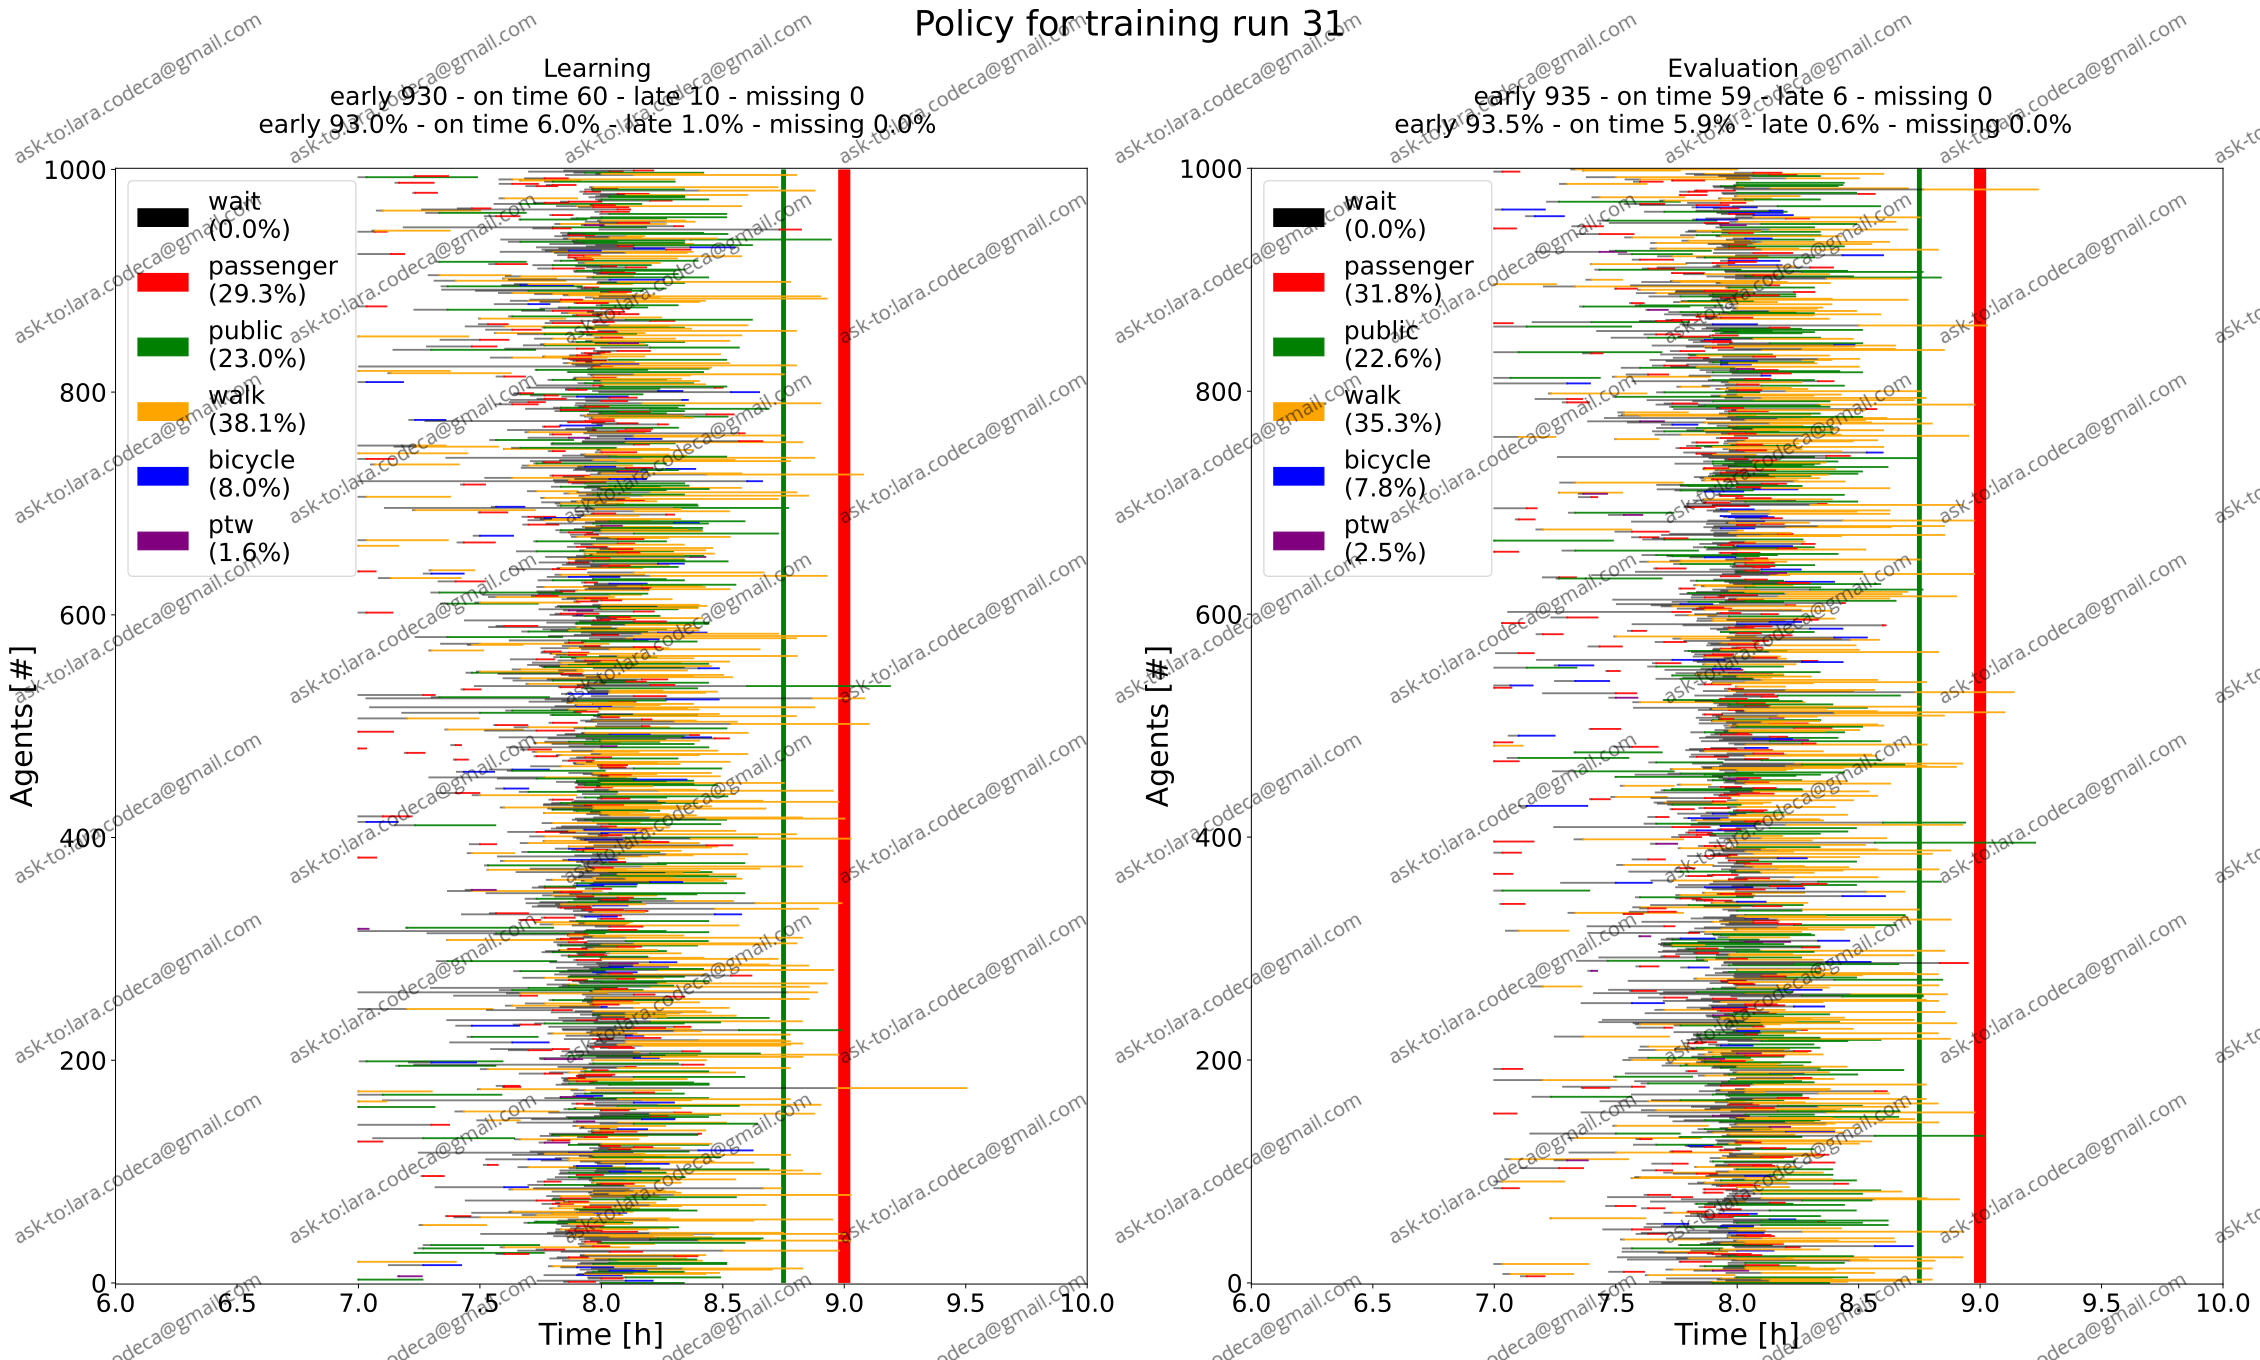 Policy for training run 31
Learning
early 930 - on time 60 - late 10 - missing 0
early 93.0% - on time 6.0% - late 1.0% - missing 0.0%
Agents[#]
1000
800
600
400
200
0
wait
(0.0%)
passenger
(29.3%)
public
(23.0%)
walk
(38.1%)
bicycle
(8.0%)
ptw
(1.6%)
6.0 6.5 7.0 7.5 8.0 8.5 9.0 9.5 10.0
Time [h]
Evaluation
early 935 - on time 59 - late 6 - missing 0
early 93.5% - on time 5.9% - late 0.6% - missing 0.0%
Agents [#]
1000
800
600
400
200
0
wait
(0.0%)
passenger
(31.8%)
public
(22.6%)
walk
(35.3%)
bicycle
(7.8%)
ptw
(2.5%)
6.0 6.5 7.0 7.5 8.0 8.5 9.0 9.5 10.0
Time [h]
ask-to:lara.codeca@gmail.com